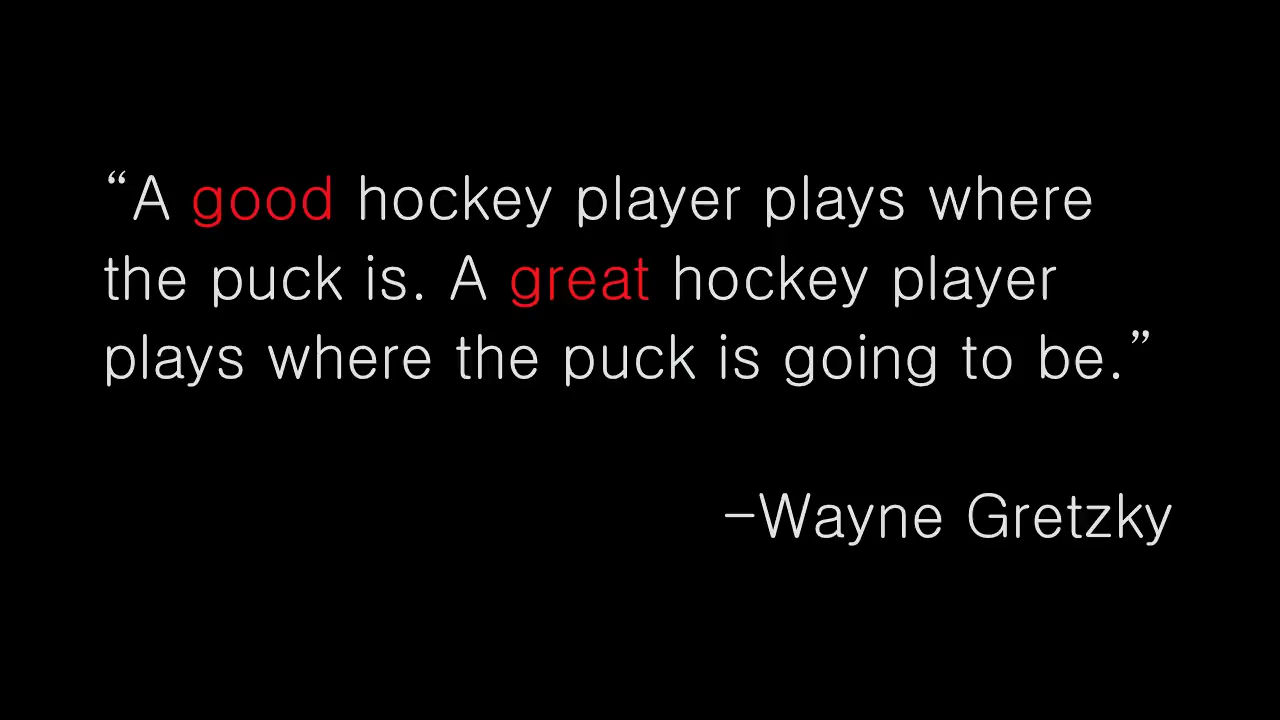 “A good hockey player plays where
the puck is. A great hockey player
plays where the puck is going to be.”
–Wayne Gretzky